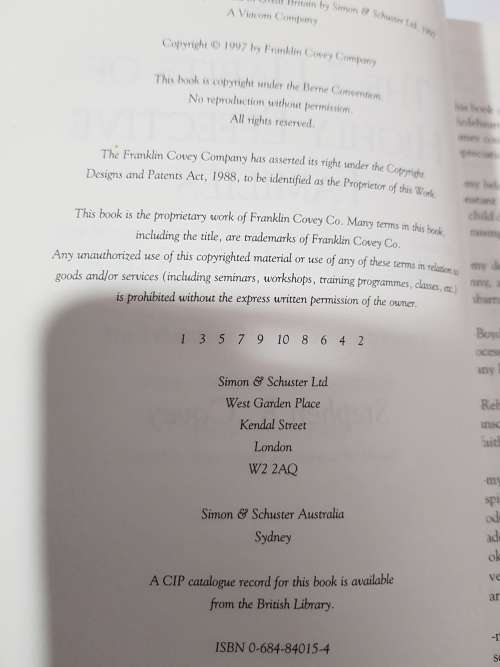 in Great Britain by Simon & Schuster Ltd, 1997
A Viacom Company
Copyright © 1997 by Franklin Covey Company
This book is copyright under the Berne Convention.
No reproduction without permission.
All rights reserved.
The Franklin Covey Company has asserted its right under the Copyright
Designs and Patents Act, 1988, to be identified as the Proprietor of this Work.
This book is the proprietary work of Franklin Covey Co. Many terms in this book,
including the title, are trademarks of Franklin Covey Co.
Any unauthorized use of this copyrighted material or use of any of these terms in relation to
goods and/or services (including seminars, workshops, training programmes, classes, etc.)
is prohibited without the express written permission of the owner.
1 3 5 7 9 10 8 6 4 2
Simon & Schuster Ltd
West Garden Place
Kendal Street
London
W2 2AQ
Simon & Schuster Australia
Sydney
A CIP catalogue record for this book is available
from the British Library.
ISBN 0-684-84015-4